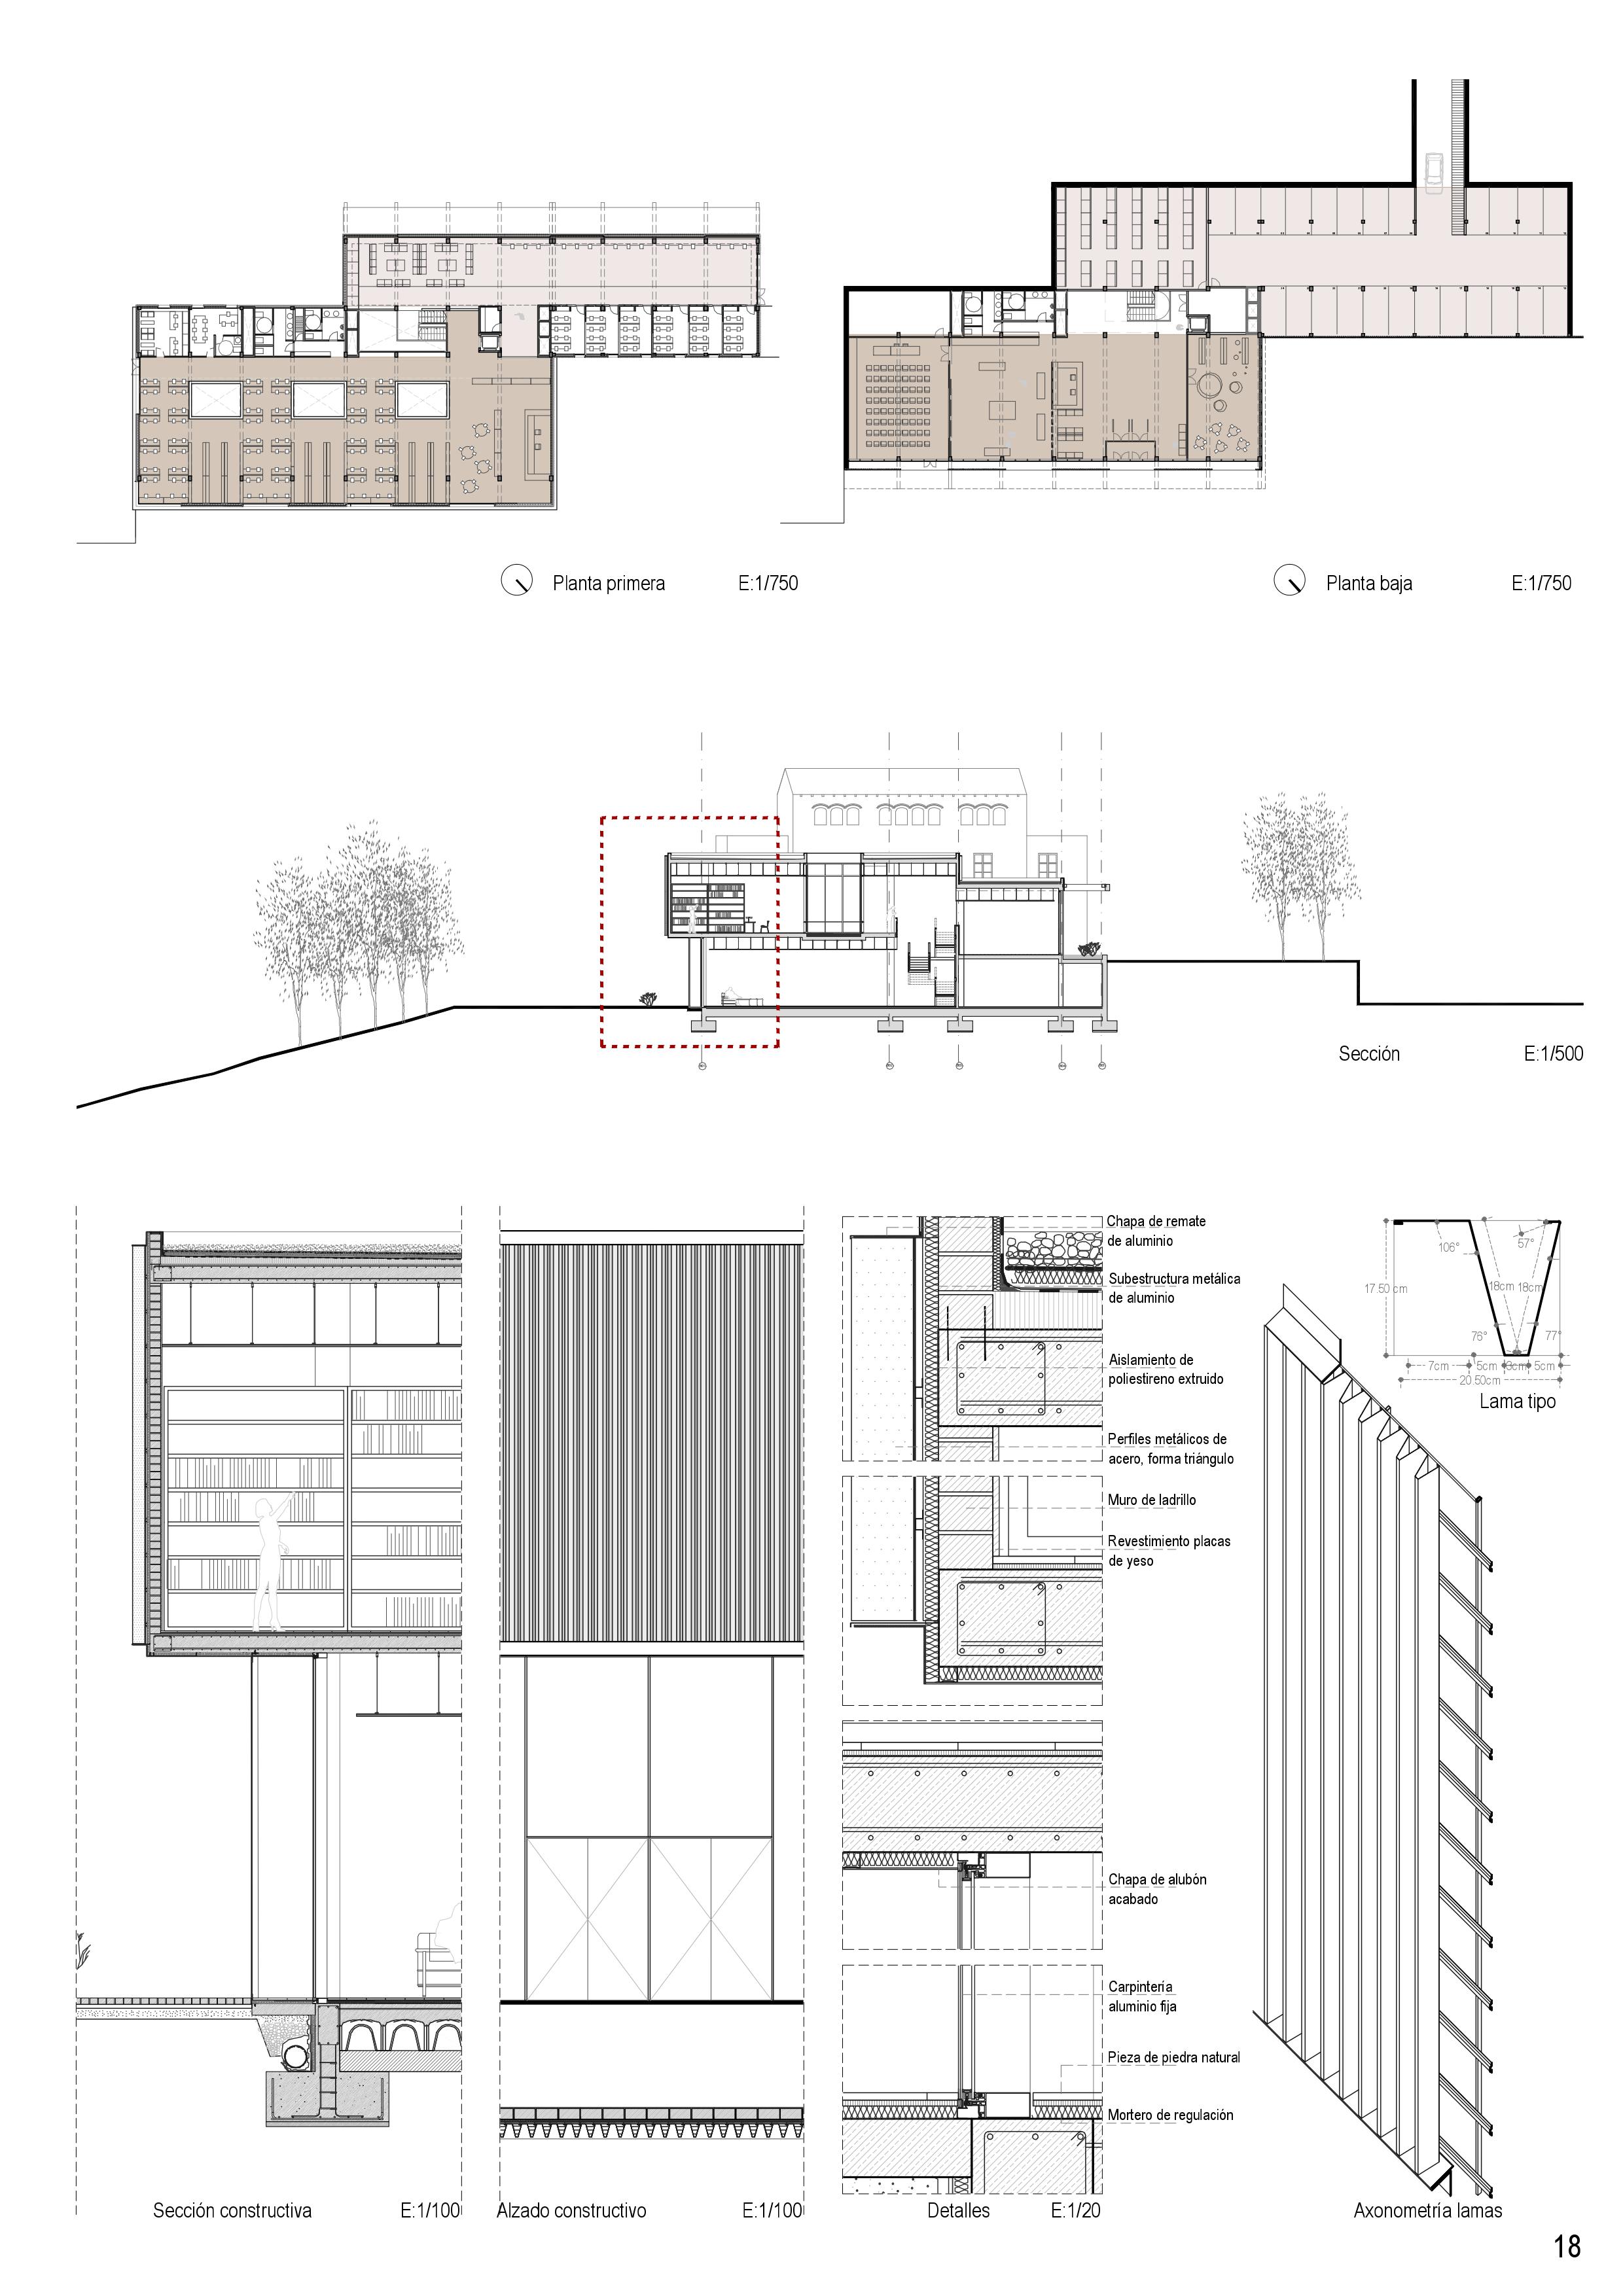 Planta primera E:1/750
Planta baja E:1/750
Sección E:1/500
Chapa de remate
de aluminio
Subestructura metálica
de aluminio
Aislamiento de
poliestireno extruido
Perfiles metálicos de
acero, forma triángulo
Muro de ladrillo
Revestimiento placas
de yeso
Chapa de alubón
acabado
Carpintería
aluminio fija
Pieza de piedra natural
Mortero de regulación
106°
57°
17.50 cm
18cm 18cm
76°
77°
7cm 5cm 3cm 5cm
20.50cm
Lama tipo
Sección constructiva E:1/100
Alzado constructivo E:1/100
Detalles E:1/20
Axonometría lamas
18